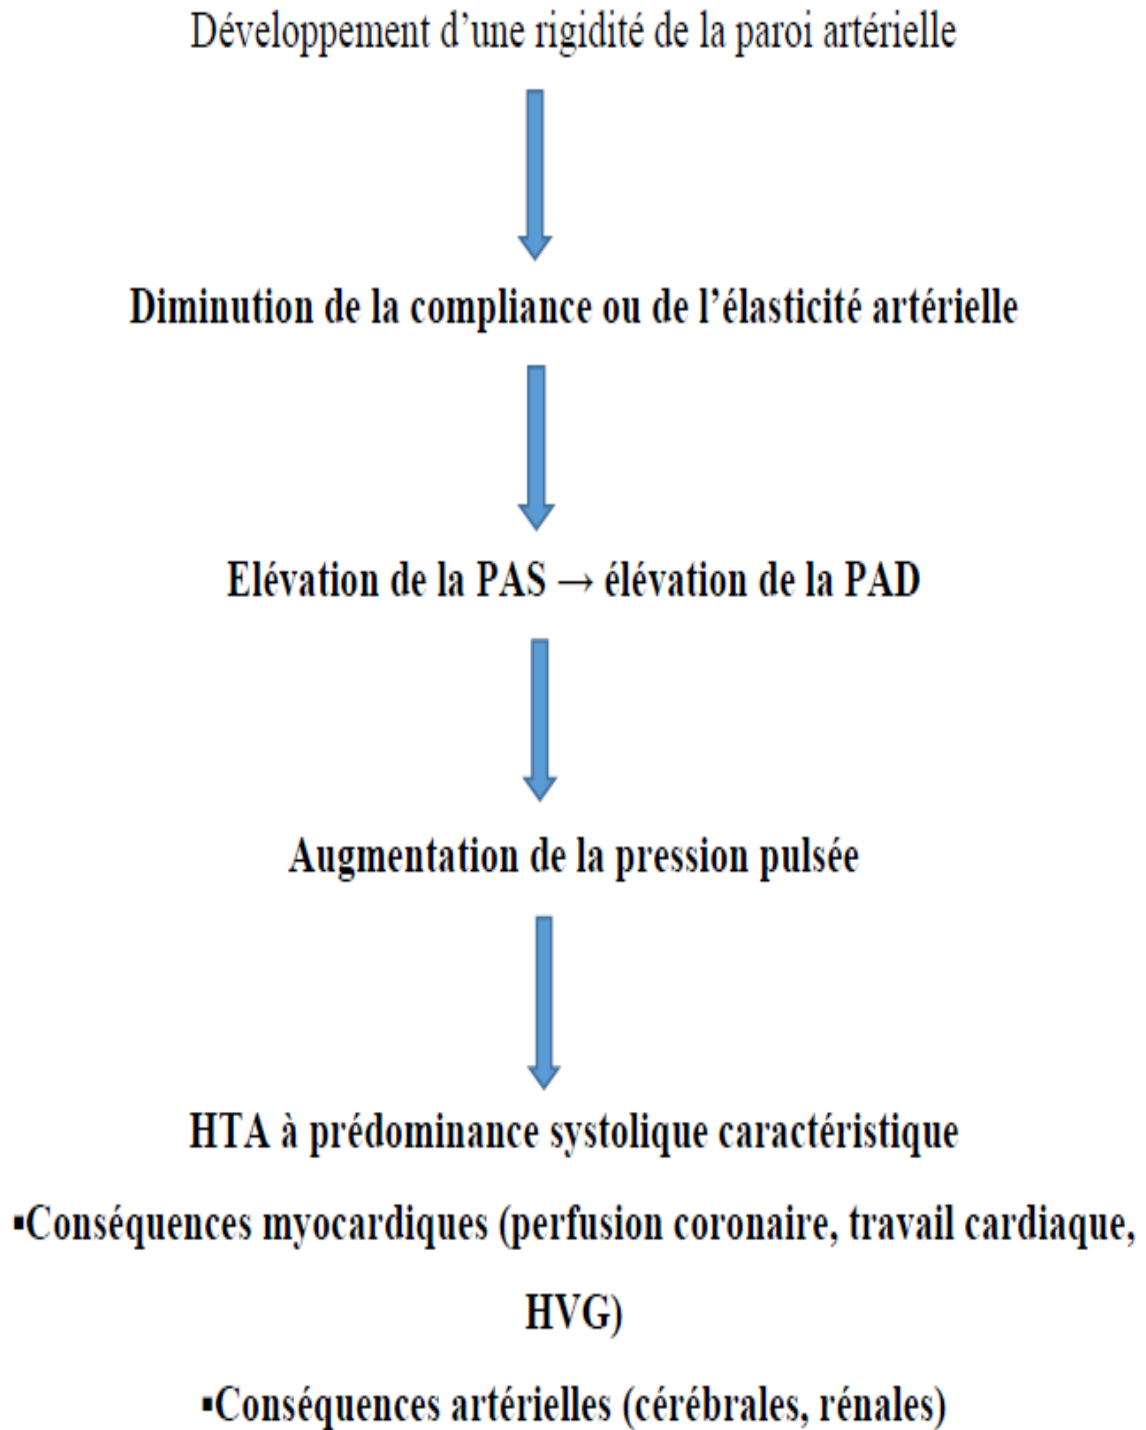 Développement d’une rigidité de la paroi artérielle
Diminution de la compliance ou de l’élasticité artérielle
Elévation de la PAS → élévation de la PAD
Augmentation de la pression pulsée
HTA à prédominance systolique caractéristique
▪Conséquences myocardiques (perfusion coronaire, travail cardiaque,
HVG)
▪Conséquences artérielles (cérébrales, rénales)